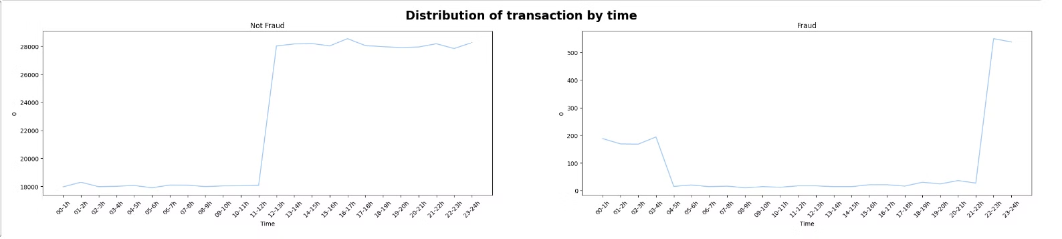 Distribution of transaction by time
Not Fraud
28000
26000
24000
22000
20000
18000
0
00-1h 01-2h 02-3h 03-4h 04-5h 05-6h 06-7h 07-8h 08-9h 09-10h 10-11h 11-12h 12-13h 13-14h 14-15h 15-16h 16-17h 17-18h 18-19h 19-20h 20-21h 21-22h 22-23h 23-24h
Time
Fraud
500
400
300
200
100
0
0
00-1h 01-2h 02-3h 03-4h 04-5h 05-6h 06-7h 07-8h 08-9h 09-10h 10-11h 11-12h 12-13h 13-14h 14-15h 15-16h 16-17h 17-18h 18-19h 19-20h 20-21h 21-22h 22-23h 23-24h
Time